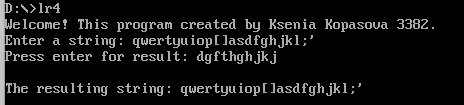 D:\>lr4
Welcome! This program created by Ksenia Kopasova 3382.
Enter a string: qwertyuiop[]asdfghjkl;'
Press enter for result: dgfthghjkj
The resulting string: qwertyuiop[]asdfghjkl;'